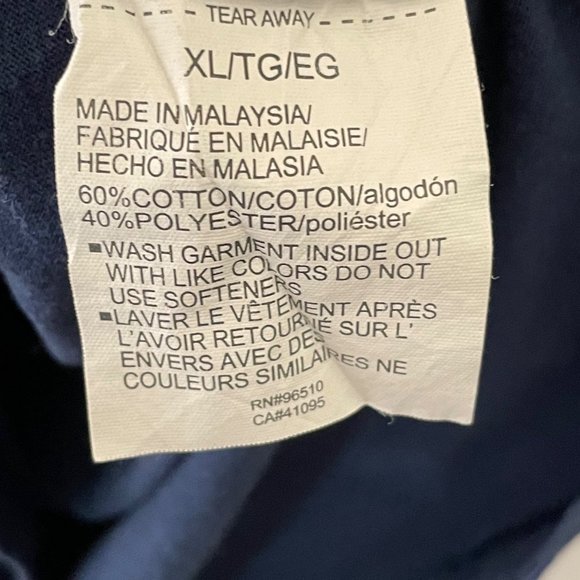 TEAR AWAY
XL/TG/EG
MADE IN MALAYSIA/
FABRIQUÉ EN MALAISIE/
HECHO EN MALASIA
60%COTTON/COTON/algodón
40%POLYESTER/poliéster
▪WASH GARMENT INSIDE OUT
WITH LIKE COLORS DO NOT
USE SOFTENERS
▪LAVER LE VÊTEMENT APRÈS
L'AVOIR RETOURNÉ SUR L'
ENVERS AVEC DES
COULEURS SIMILAIRES NE
RN#96510
CA#41095